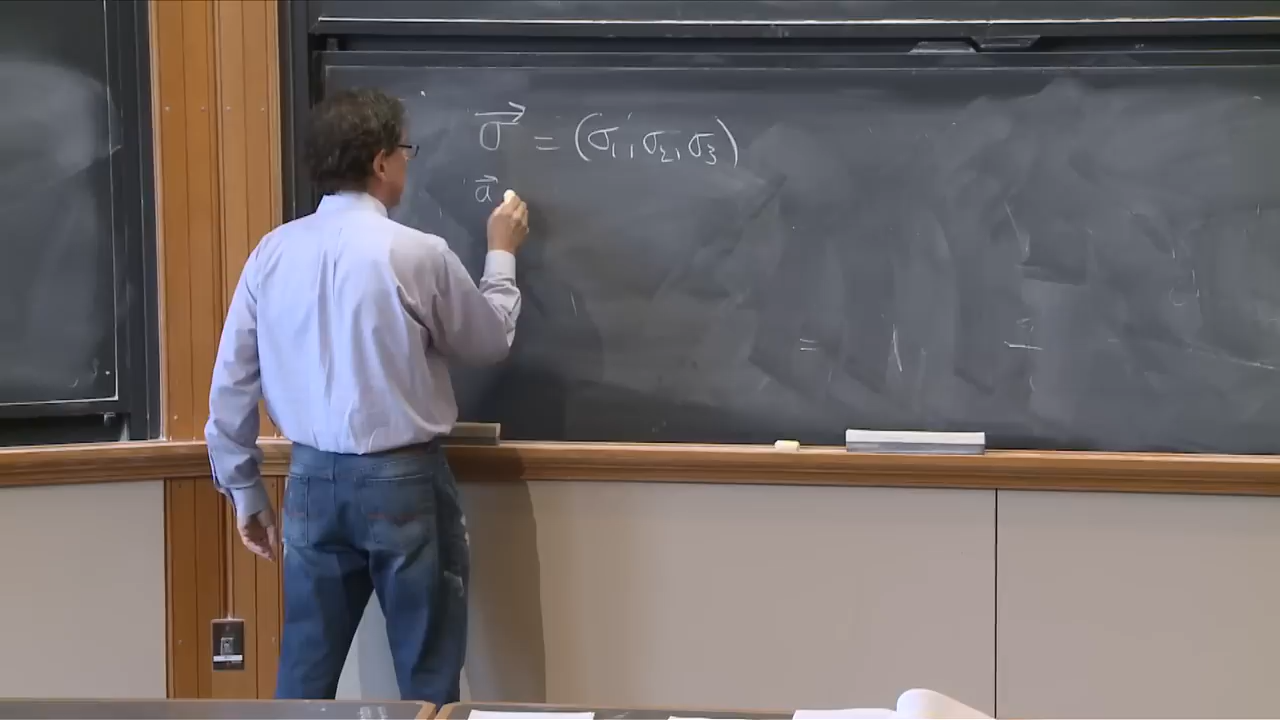 σ⃗ = (σ₁, σ₂, σ₃)
a⃗